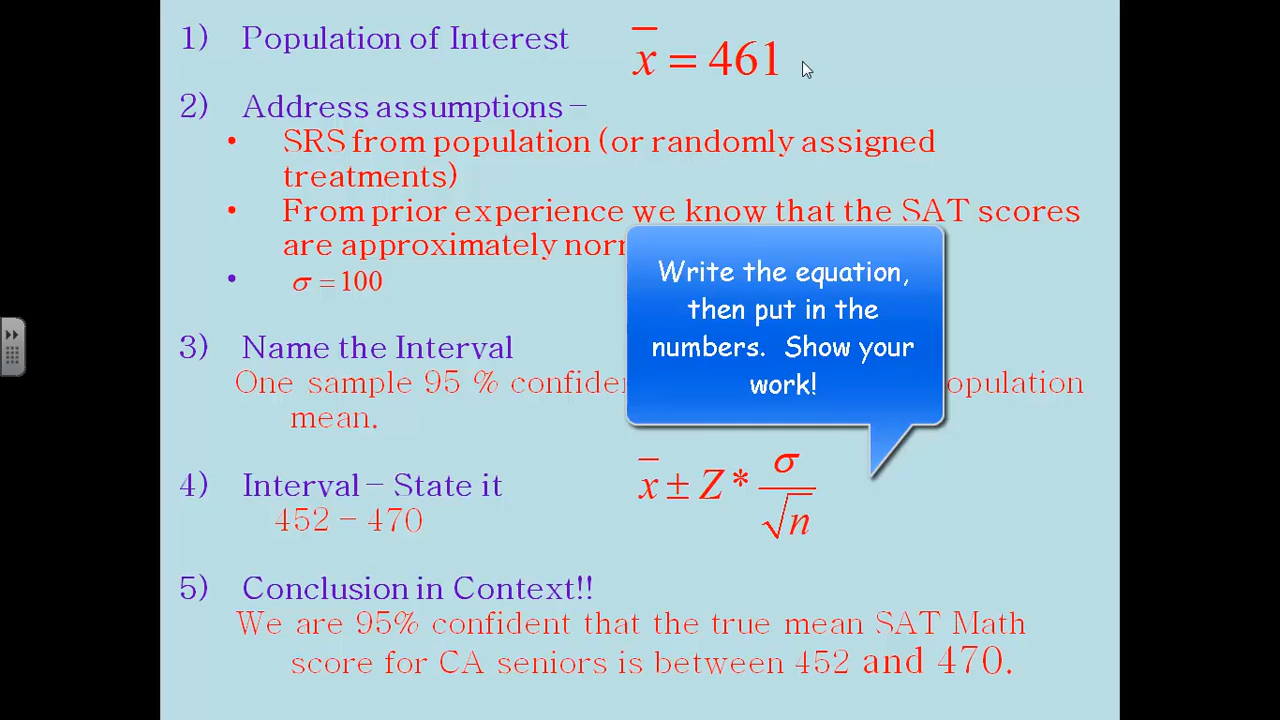 1) Population of Interest x̄ = 461
2) Address assumptions –
• SRS from population (or randomly assigned
treatments)
• From prior experience we know that the SAT scores
are approximately
• σ = 100
Write the equation,
then put in the
numbers. Show your
work!
3) Name the Interval
One sample 95 %
mean.
4) Interval – State it
452 – 470
x̄ ± Z * σ/√n
5) Conclusion in Context!!
We are 95% confident that the true mean SAT Math
score for CA seniors is between 452 and 470.